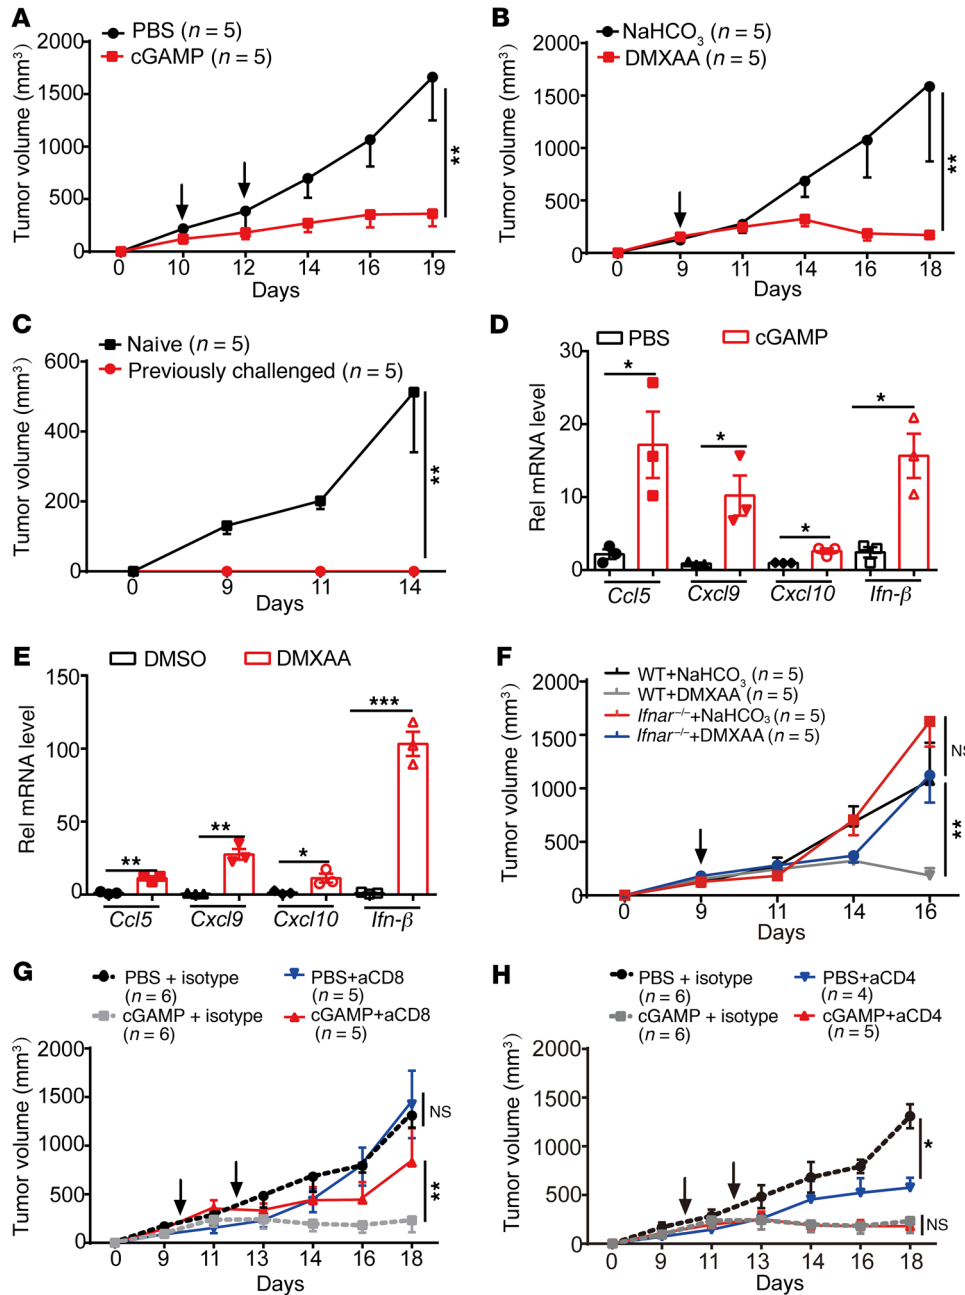 A
PBS (n = 5)
cGAMP (n = 5)
Tumor volume (mm³)
2000
1500
1000
500
0
**
0 10 12 14 16 19
Days
B
NaHCO₃ (n = 5)
DMXAA (n = 5)
Tumor volume (mm³)
2000
1500
1000
500
0
**
0 9 11 14 16 18
Days
C
Naive (n = 5)
Previously challenged (n = 5)
Tumor volume (mm³)
600
400
200
0
**
0 9 11 14
Days
D
PBS cGAMP
Rel mRNA level
30
20
10
0
* * * *
Ccl5 Cxcl9 Cxcl10 Ifn-β
E
DMSO DMXAA
Rel mRNA level
150
100
50
0
** ** * ***
Ccl5 Cxcl9 Cxcl10 Ifn-β
F
WT+NaHCO₃ (n = 5)
WT+DMXAA (n = 5)
Ifnar⁻/⁻+NaHCO₃ (n = 5)
Ifnar⁻/⁻+DMXAA (n = 5)
Tumor volume (mm³)
2000
1500
1000
500
0
NS
**
0 9 11 14 16
Days
G
PBS + isotype
(n = 6)
cGAMP + isotype
(n = 6)
PBS+aCD8
(n = 5)
cGAMP+aCD8
(n = 5)
Tumor volume (mm³)
2000
1500
1000
500
0
NS
**
0 9 11 13 14 16 18
Days
H
PBS + isotype
(n = 6)
cGAMP + isotype
(n = 6)
PBS+aCD4
(n = 4)
cGAMP+aCD4
(n = 5)
Tumor volume (mm³)
2000
1500
1000
500
0
*
NS
0 9 11 13 14 16 18
Days